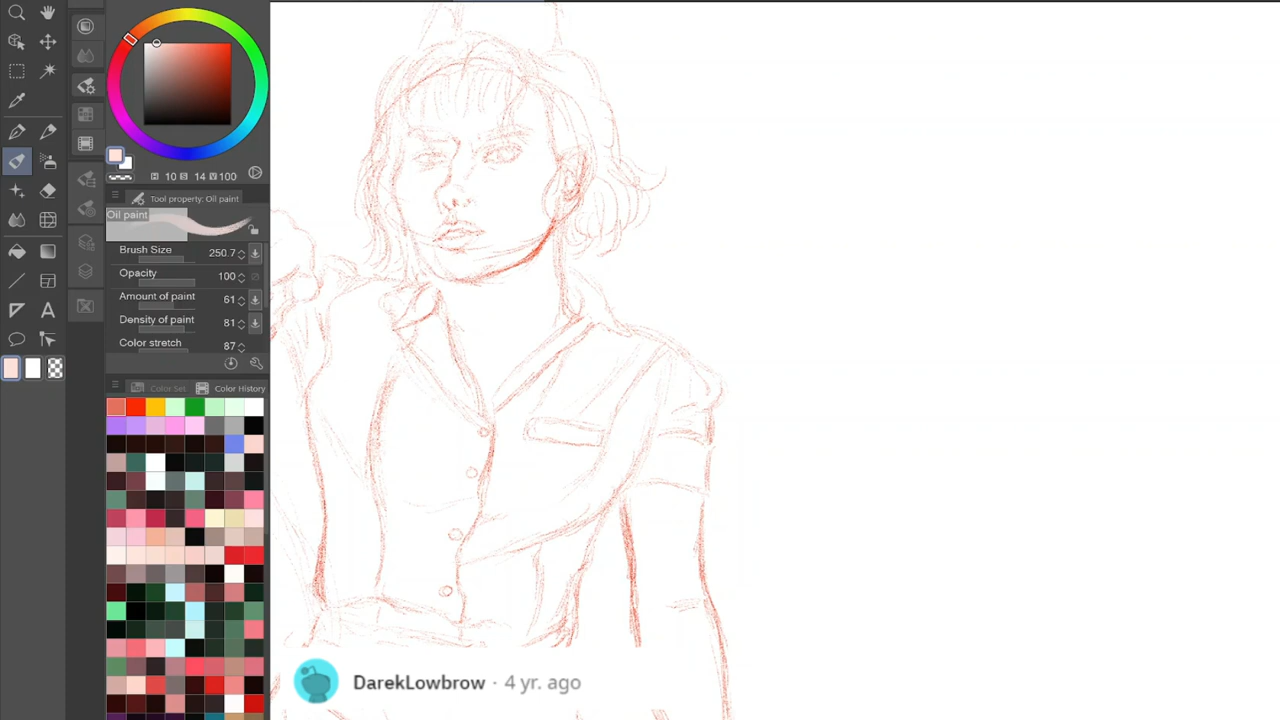 H 10 S 14 V 100
Tool property: Oil paint
Oil paint
Brush Size 250.7
Opacity 100
Amount of paint 61
Density of paint 81
Color stretch 87
Color Set Color History
DarekLowbrow · 4 yr. ago